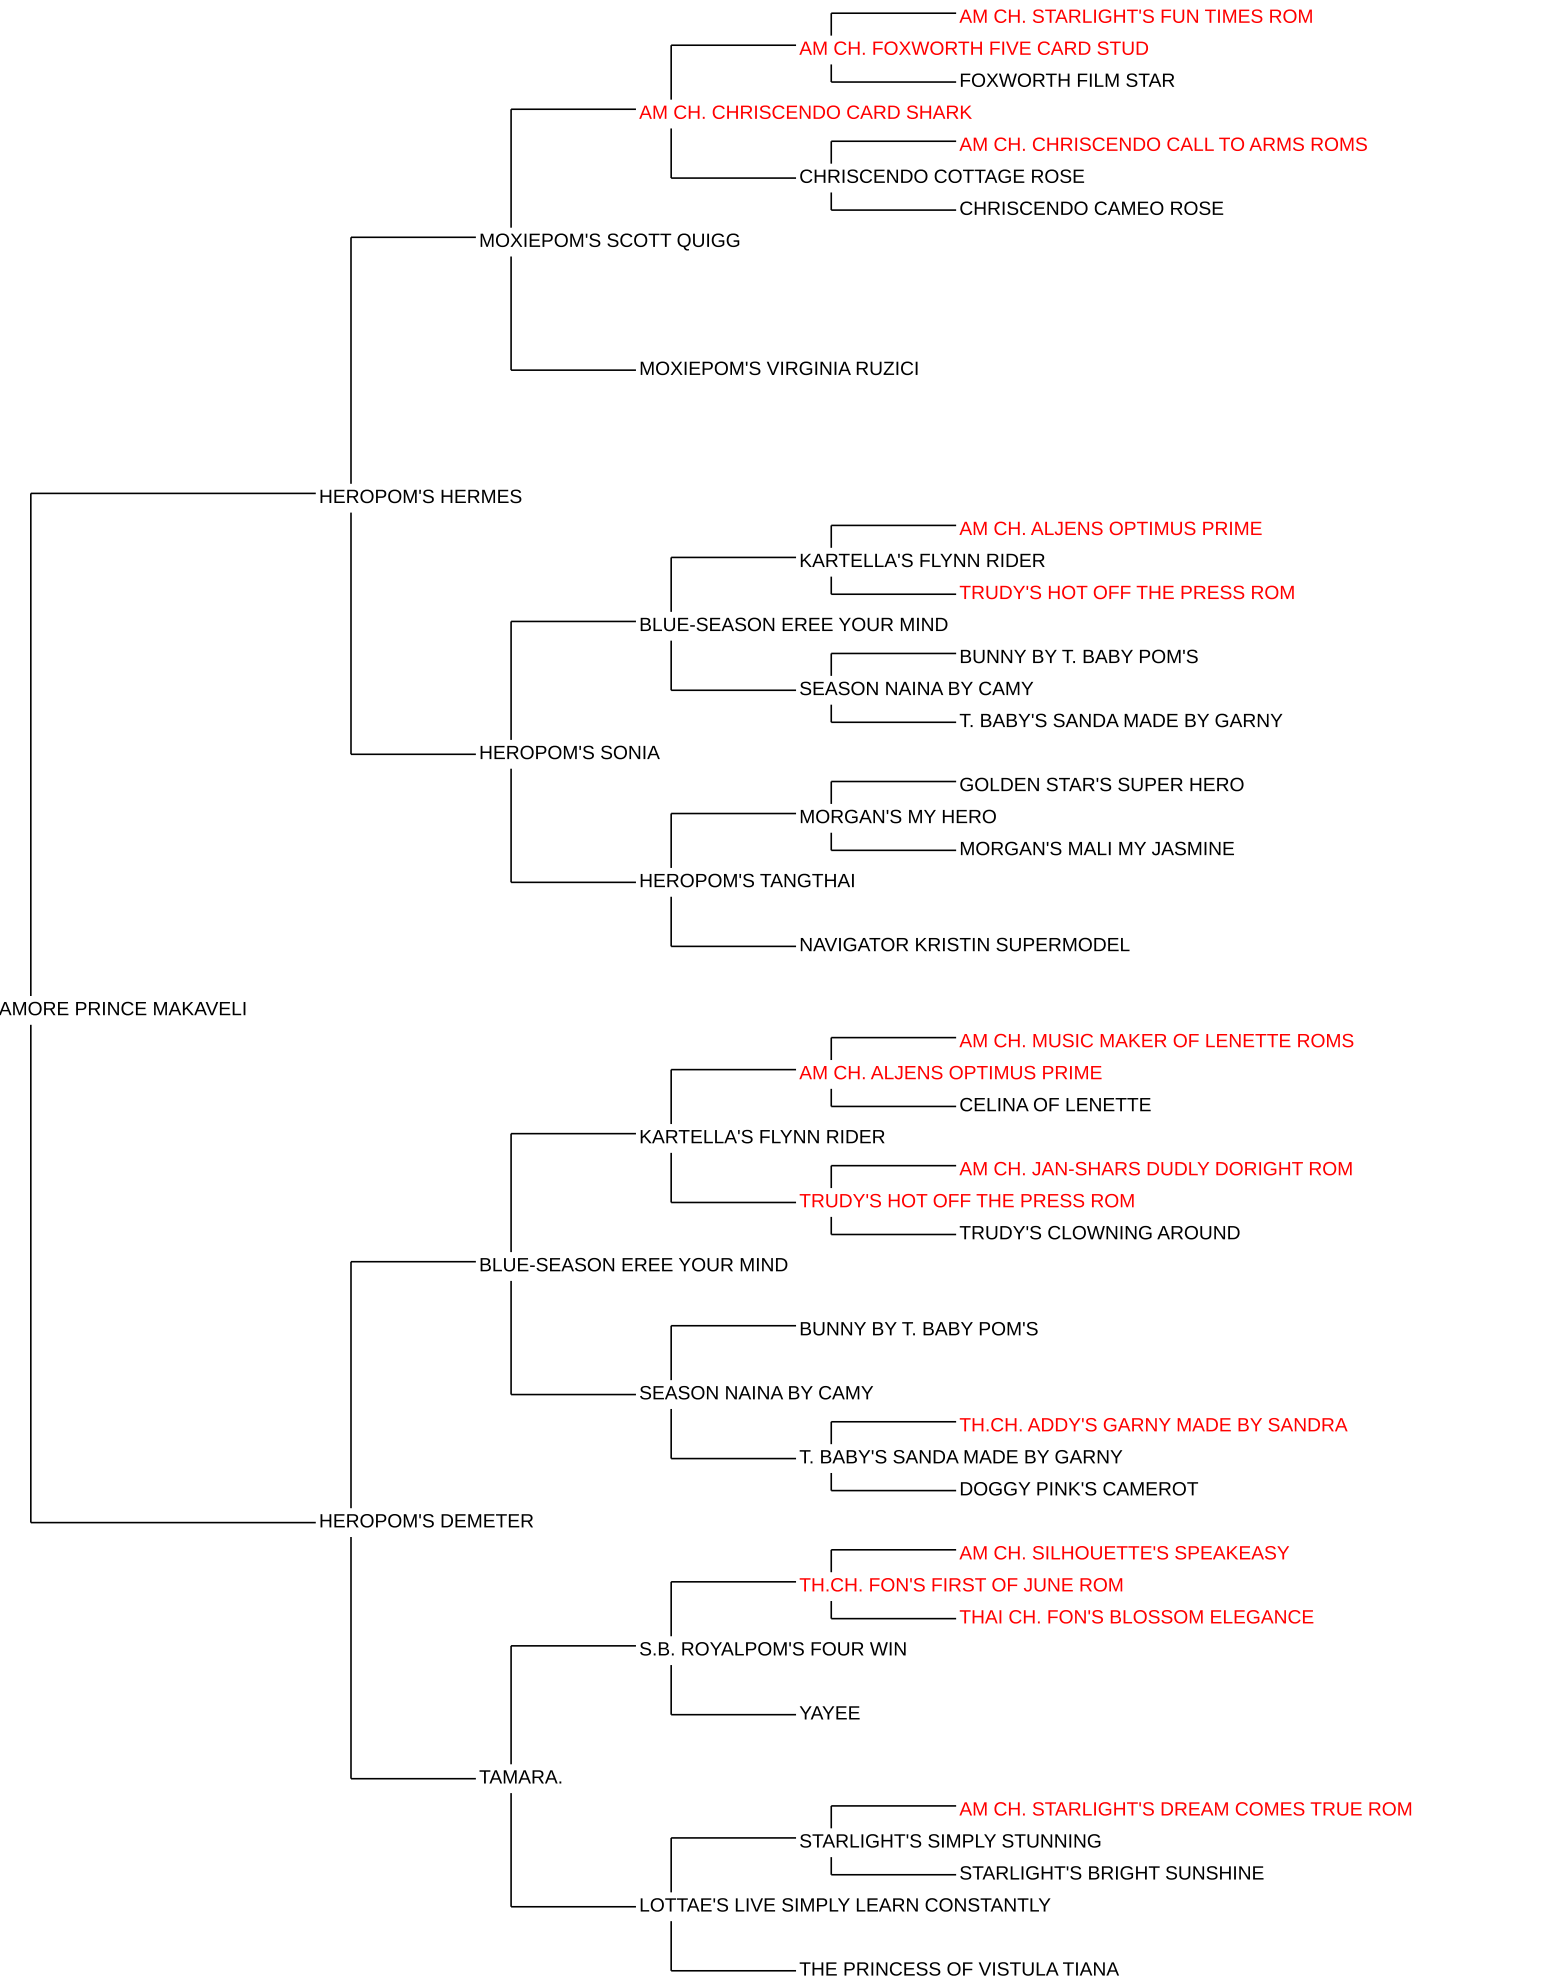 AM CH. STARLIGHT'S FUN TIMES ROM
AM CH. FOXWORTH FIVE CARD STUD
FOXWORTH FILM STAR
AM CH. CHRISCENDO CARD SHARK
AM CH. CHRISCENDO CALL TO ARMS ROMS
CHRISCENDO COTTAGE ROSE
CHRISCENDO CAMEO ROSE
MOXIEPOM'S SCOTT QUIGG
MOXIEPOM'S VIRGINIA RUZICI
HEROPOM'S HERMES
AM CH. ALJENS OPTIMUS PRIME
KARTELLA'S FLYNN RIDER
TRUDY'S HOT OFF THE PRESS ROM
BLUE-SEASON EREE YOUR MIND
BUNNY BY T. BABY POM'S
SEASON NAINA BY CAMY
T. BABY'S SANDA MADE BY GARNY
HEROPOM'S SONIA
GOLDEN STAR'S SUPER HERO
MORGAN'S MY HERO
MORGAN'S MALI MY JASMINE
HEROPOM'S TANGTHAI
NAVIGATOR KRISTIN SUPERMODEL
AMORE PRINCE MAKAVELI
AM CH. MUSIC MAKER OF LENETTE ROMS
AM CH. ALJENS OPTIMUS PRIME
CELINA OF LENETTE
KARTELLA'S FLYNN RIDER
AM CH. JAN-SHARS DUDLY DORIGHT ROM
TRUDY'S HOT OFF THE PRESS ROM
TRUDY'S CLOWNING AROUND
BLUE-SEASON EREE YOUR MIND
BUNNY BY T. BABY POM'S
SEASON NAINA BY CAMY
TH.CH. ADDY'S GARNY MADE BY SANDRA
T. BABY'S SANDA MADE BY GARNY
DOGGY PINK'S CAMEROT
HEROPOM'S DEMETER
AM CH. SILHOUETTE'S SPEAKEASY
TH.CH. FON'S FIRST OF JUNE ROM
THAI CH. FON'S BLOSSOM ELEGANCE
S.B. ROYALPOM'S FOUR WIN
YAYEE
TAMARA.
AM CH. STARLIGHT'S DREAM COMES TRUE ROM
STARLIGHT'S SIMPLY STUNNING
STARLIGHT'S BRIGHT SUNSHINE
LOTTAE'S LIVE SIMPLY LEARN CONSTANTLY
THE PRINCESS OF VISTULA TIANA